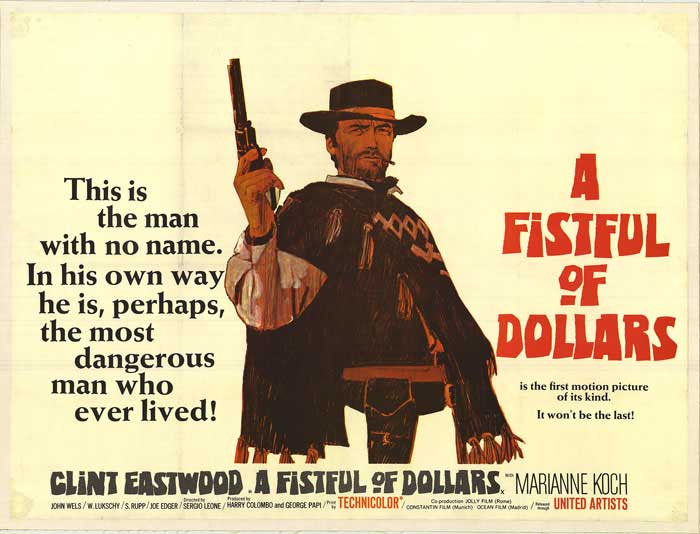 This is
the man
with no name.
In his own way
he is, perhaps,
the most
dangerous
man who
ever lived!
A
FISTFUL
OF
DOLLARS
is the first motion picture
of its kind.
It won't be the last!
CLINT EASTWOOD A FISTFUL OF DOLLARS WITH MARIANNE KOCH
X
JOHN WELS / W. LUKSCHY / S. RUPP / JOE EDGER / Directed by SERGIO LEONE / Produced by HARRY COLOMBO and GEORGE PAPI / Print by TECHNICOLOR® / Co-production JOLLY FILM (Rome) CONSTANTIN FILM (Munich) OCEAN FILM (Madrid) / Released through UNITED ARTISTS